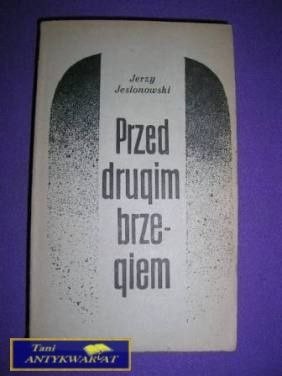 Jerzy
Jesionowski
Przed
drugim
brze-
giem
Tani
ANTYKWARIAT